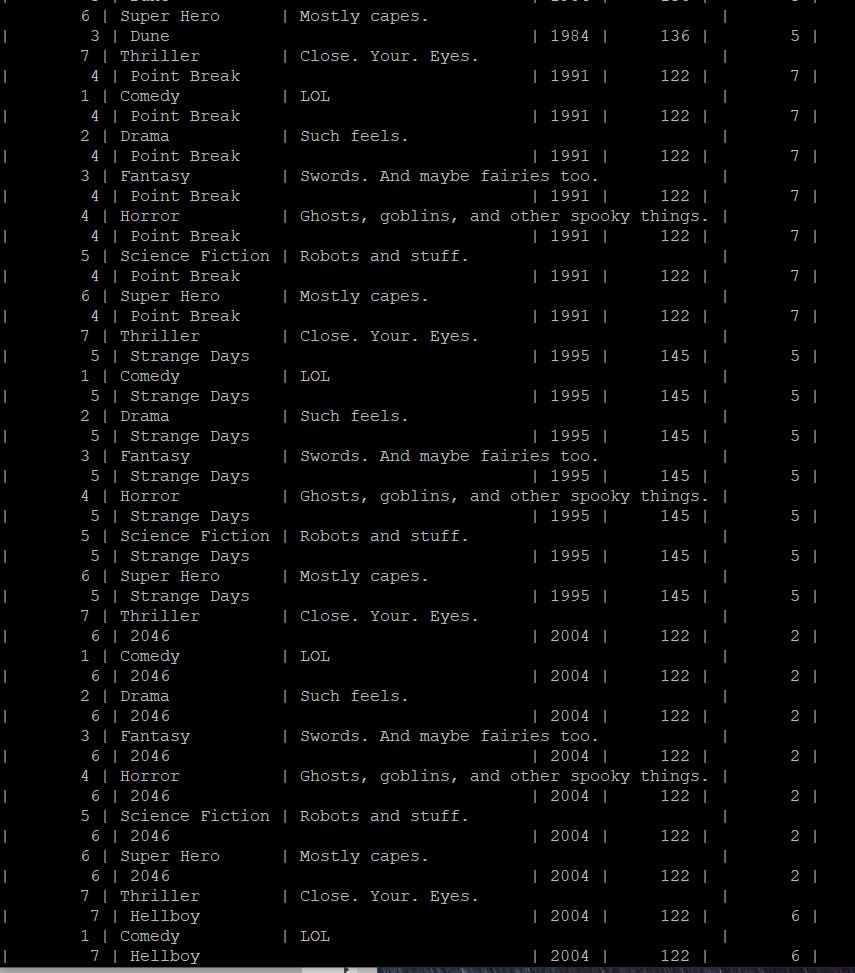 6 | Super Hero | Mostly capes. |
| 3 | Dune | 1984 | 136 | 5 |
7 | Thriller | Close. Your. Eyes. |
| 4 | Point Break | 1991 | 122 | 7 |
1 | Comedy | LOL |
| 4 | Point Break | 1991 | 122 | 7 |
2 | Drama | Such feels. |
| 4 | Point Break | 1991 | 122 | 7 |
3 | Fantasy | Swords. And maybe fairies too. |
| 4 | Point Break | 1991 | 122 | 7 |
4 | Horror | Ghosts, goblins, and other spooky things. |
| 4 | Point Break | 1991 | 122 | 7 |
5 | Science Fiction | Robots and stuff. |
| 4 | Point Break | 1991 | 122 | 7 |
6 | Super Hero | Mostly capes. |
| 4 | Point Break | 1991 | 122 | 7 |
7 | Thriller | Close. Your. Eyes. |
| 5 | Strange Days | 1995 | 145 | 5 |
1 | Comedy | LOL |
| 5 | Strange Days | 1995 | 145 | 5 |
2 | Drama | Such feels. |
| 5 | Strange Days | 1995 | 145 | 5 |
3 | Fantasy | Swords. And maybe fairies too. |
| 5 | Strange Days | 1995 | 145 | 5 |
4 | Horror | Ghosts, goblins, and other spooky things. |
| 5 | Strange Days | 1995 | 145 | 5 |
5 | Science Fiction | Robots and stuff. |
| 5 | Strange Days | 1995 | 145 | 5 |
6 | Super Hero | Mostly capes. |
| 5 | Strange Days | 1995 | 145 | 5 |
7 | Thriller | Close. Your. Eyes. |
| 6 | 2046 | 2004 | 122 | 2 |
1 | Comedy | LOL |
| 6 | 2046 | 2004 | 122 | 2 |
2 | Drama | Such feels. |
| 6 | 2046 | 2004 | 122 | 2 |
3 | Fantasy | Swords. And maybe fairies too. |
| 6 | 2046 | 2004 | 122 | 2 |
4 | Horror | Ghosts, goblins, and other spooky things. |
| 6 | 2046 | 2004 | 122 | 2 |
5 | Science Fiction | Robots and stuff. |
| 6 | 2046 | 2004 | 122 | 2 |
6 | Super Hero | Mostly capes. |
| 6 | 2046 | 2004 | 122 | 2 |
7 | Thriller | Close. Your. Eyes. |
| 7 | Hellboy | 2004 | 122 | 6 |
1 | Comedy | LOL |
| 7 | Hellboy | 2004 | 122 | 6 |